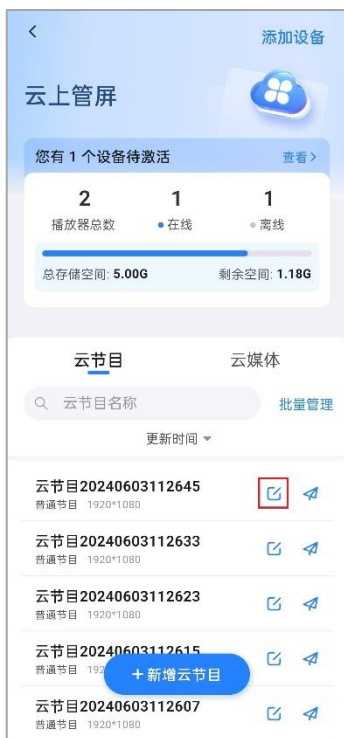 添加设备
云上管屏
您有 1 个设备待激活 查看>
2 1 1
播放器总数 在线 离线
总存储空间: 5.00G 剩余空间: 1.18G
云节目 云媒体
云节目名称 批量管理
更新时间
云节目20240603112645
普通节目 1920*1080
云节目20240603112633
普通节目 1920*1080
云节目20240603112623
普通节目 1920*1080
云节目20240603112615
普通节目 192
+新增云节目
云节目20240603112607
普通节目 1920*1080